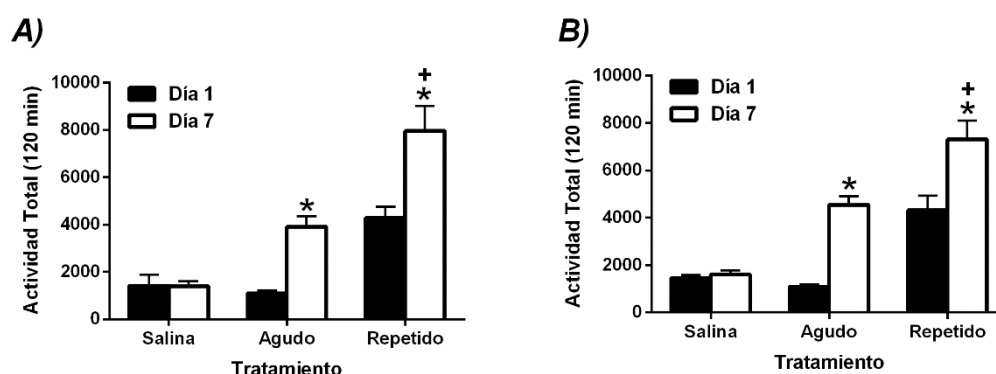 A)
Actividad Total (120 min)
10000
8000
6000
4000
2000
0
Día 1
Día 7
*
+
*
Salina
Agudo
Repetido
Tratamiento
B)
Actividad Total (120 min)
10000
8000
6000
4000
2000
0
Día 1
Día 7
*
+
*
Salina
Agudo
Repetido
Tratamiento